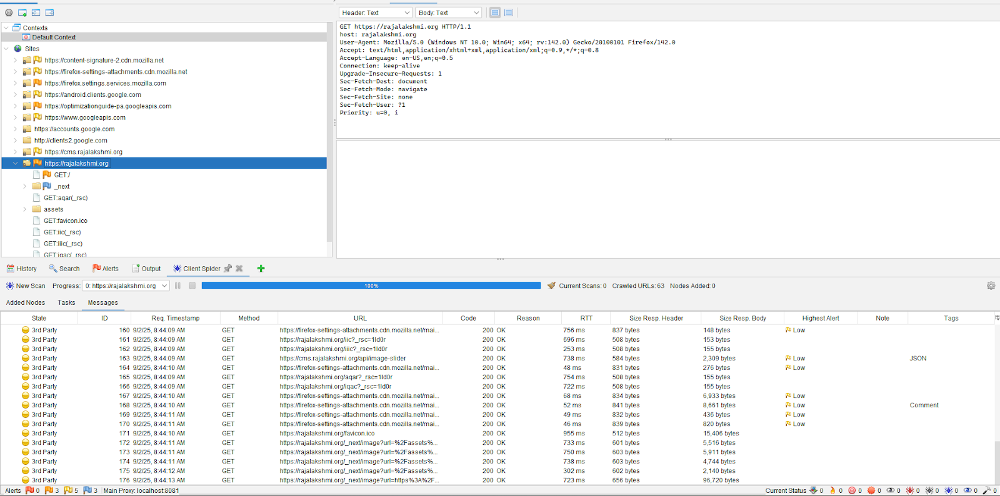 Header: Text
Body: Text
Contexts
Default Context
Sites
https://content-signature-2.cdn.mozilla.net
https://firefox-settings-attachments.cdn.mozilla.net
https://firefox.settings.services.mozilla.com
https://android.clients.google.com
https://optimizationguide-pa.googleapis.com
https://www.googleapis.com
https://accounts.google.com
http://clients2.google.com
https://cms.rajalakshmi.org
https://rajalakshmi.org
GET:/
_next
GET:aqar(_rsc)
assets
GET:favicon.ico
GET:iic(_rsc)
GET:iiic(_rsc)
GET:iqac(_rsc)
GET https://rajalakshmi.org HTTP/1.1
host: rajalakshmi.org
User-Agent: Mozilla/5.0 (Windows NT 10.0; Win64; x64; rv:142.0) Gecko/20100101 Firefox/142.0
Accept: text/html,application/xhtml+xml,application/xml;q=0.9,*/*;q=0.8
Accept-Language: en-US,en;q=0.5
Connection: keep-alive
Upgrade-Insecure-Requests: 1
Sec-Fetch-Dest: document
Sec-Fetch-Mode: navigate
Sec-Fetch-Site: none
Sec-Fetch-User: ?1
Priority: u=0, i
History Search Alerts Output Client Spider
New Scan Progress: 0: https://rajalakshmi.org 100% Current Scans: 0 Crawled URLs: 63 Nodes Added: 0
Added Nodes Tasks Messages
State ID Req. Timestamp Method URL Code Reason RTT Size Resp. Header Size Resp. Body Highest Alert Note Tags
3rd Party 160 9/2/25, 8:44:09 AM GET https://firefox-settings-attachments.cdn.mozilla.net/mai... 200 OK 756 ms 837 bytes 148 bytes Low
3rd Party 161 9/2/25, 8:44:09 AM GET https://rajalakshmi.org/iic?_rsc=1ld0r 200 OK 696 ms 508 bytes 153 bytes
3rd Party 162 9/2/25, 8:44:09 AM GET https://rajalakshmi.org/iiic?_rsc=1ld0r 200 OK 253 ms 508 bytes 155 bytes
3rd Party 163 9/2/25, 8:44:09 AM GET https://cms.rajalakshmi.org/api/image-slider 200 OK 738 ms 584 bytes 2,309 bytes Low JSON
3rd Party 164 9/2/25, 8:44:10 AM GET https://firefox-settings-attachments.cdn.mozilla.net/mai... 200 OK 48 ms 831 bytes 276 bytes Low
3rd Party 165 9/2/25, 8:44:09 AM GET https://rajalakshmi.org/aqar?_rsc=1ld0r 200 OK 754 ms 508 bytes 155 bytes
3rd Party 166 9/2/25, 8:44:09 AM GET https://rajalakshmi.org/iqac?_rsc=1ld0r 200 OK 722 ms 508 bytes 155 bytes
3rd Party 167 9/2/25, 8:44:10 AM GET https://firefox-settings-attachments.cdn.mozilla.net/mai... 200 OK 68 ms 834 bytes 6,933 bytes Low
3rd Party 168 9/2/25, 8:44:10 AM GET https://firefox-settings-attachments.cdn.mozilla.net/mai... 200 OK 52 ms 841 bytes 8,661 bytes Low Comment
3rd Party 169 9/2/25, 8:44:11 AM GET https://firefox-settings-attachments.cdn.mozilla.net/mai... 200 OK 49 ms 832 bytes 436 bytes Low
3rd Party 170 9/2/25, 8:44:11 AM GET https://firefox-settings-attachments.cdn.mozilla.net/mai... 200 OK 46 ms 839 bytes 820 bytes Low
3rd Party 171 9/2/25, 8:44:10 AM GET https://rajalakshmi.org/favicon.ico 200 OK 955 ms 512 bytes 15,406 bytes
3rd Party 172 9/2/25, 8:44:11 AM GET https://rajalakshmi.org/_next/image?url=%2Fassets%... 200 OK 733 ms 601 bytes 5,516 bytes
3rd Party 173 9/2/25, 8:44:11 AM GET https://rajalakshmi.org/_next/image?url=%2Fassets%... 200 OK 750 ms 603 bytes 5,911 bytes
3rd Party 174 9/2/25, 8:44:11 AM GET https://rajalakshmi.org/_next/image?url=%2Fassets%... 200 OK 738 ms 603 bytes 4,744 bytes
3rd Party 175 9/2/25, 8:44:12 AM GET https://rajalakshmi.org/_next/image?url=%2Fassets%... 200 OK 302 ms 602 bytes 2,140 bytes
3rd Party 176 9/2/25, 8:44:13 AM GET https://rajalakshmi.org/_next/image?url=https%3A%2F... 200 OK 723 ms 656 bytes 96,720 bytes
Alerts 0 3 5 3 Main Proxy: localhost:8081 Current Status 0 0 0 0 0 0 0 0 0 0